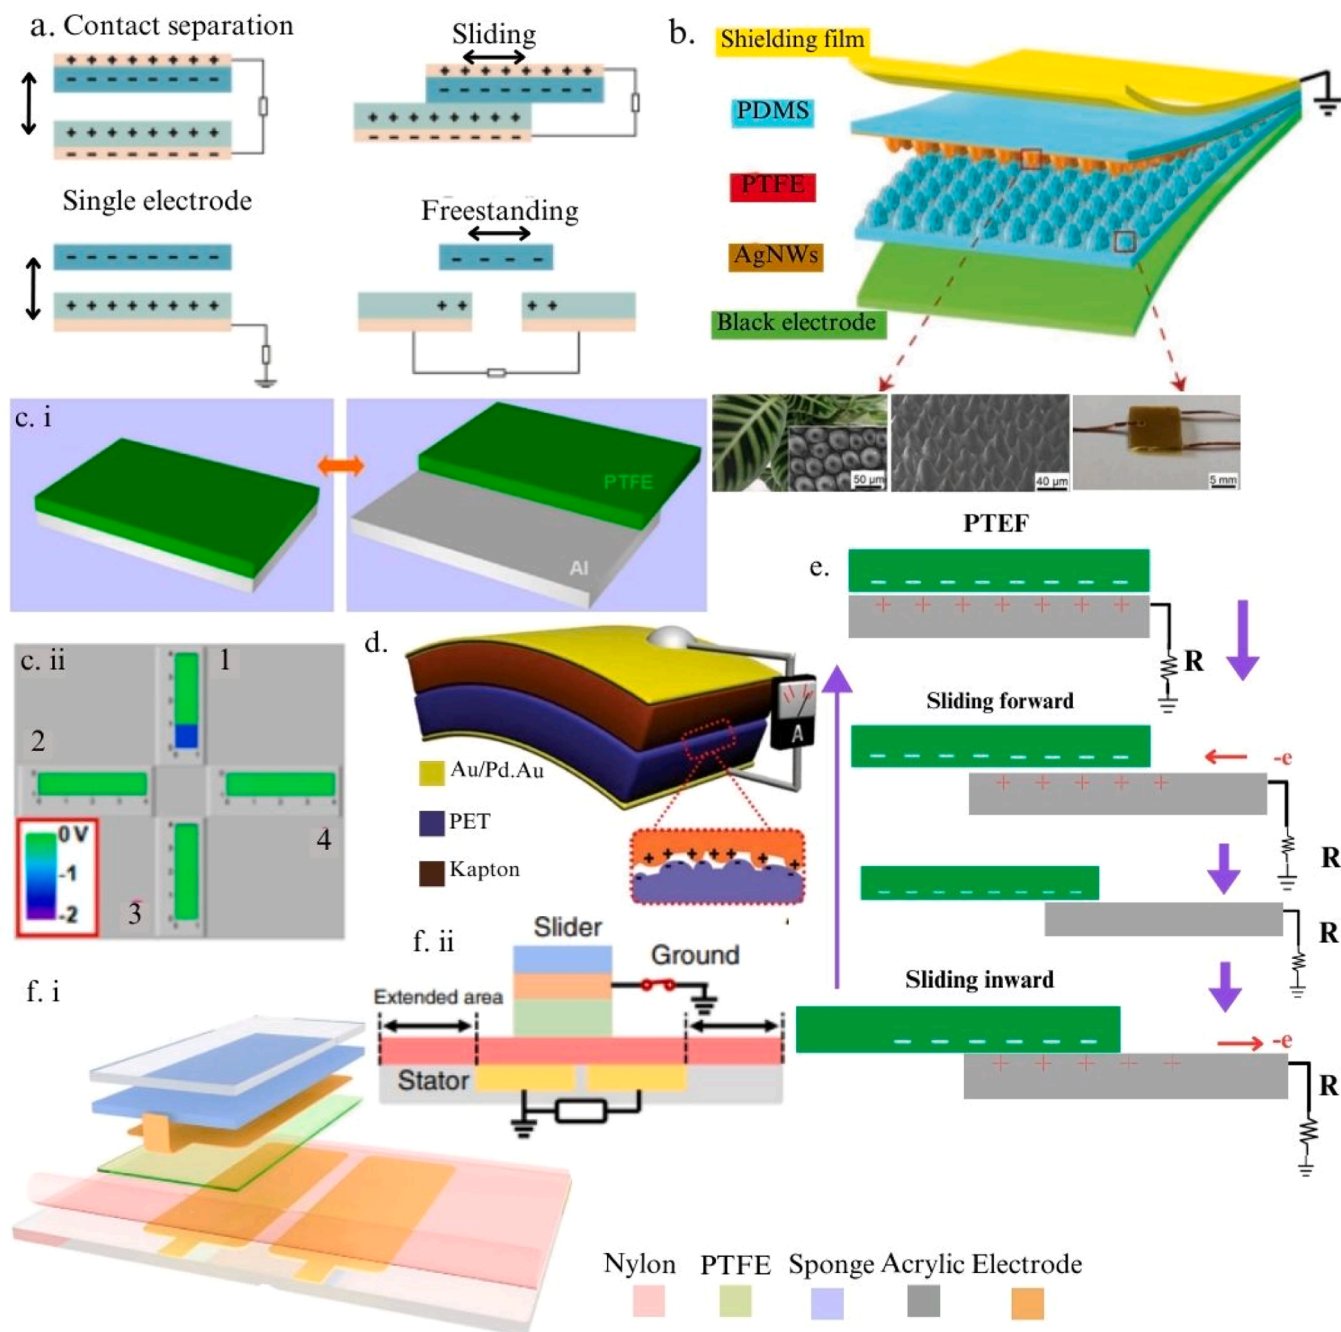 a. Contact separation
Sliding
Single electrode
Freestanding
b.
Shielding film
PDMS
PTFE
AgNWs
Black electrode
50 µm
40 µm
5 mm
c. i
PTFE
Al
c. ii
1
2
3
4
0 V
-1
-2
d.
Au/Pd.Au
PET
Kapton
A
PTEF
e.
R
Sliding forward
-e
R
R
Sliding inward
-e
R
f. i
f. ii
Slider
Ground
Extended area
Stator
Nylon PTFE Sponge Acrylic Electrode